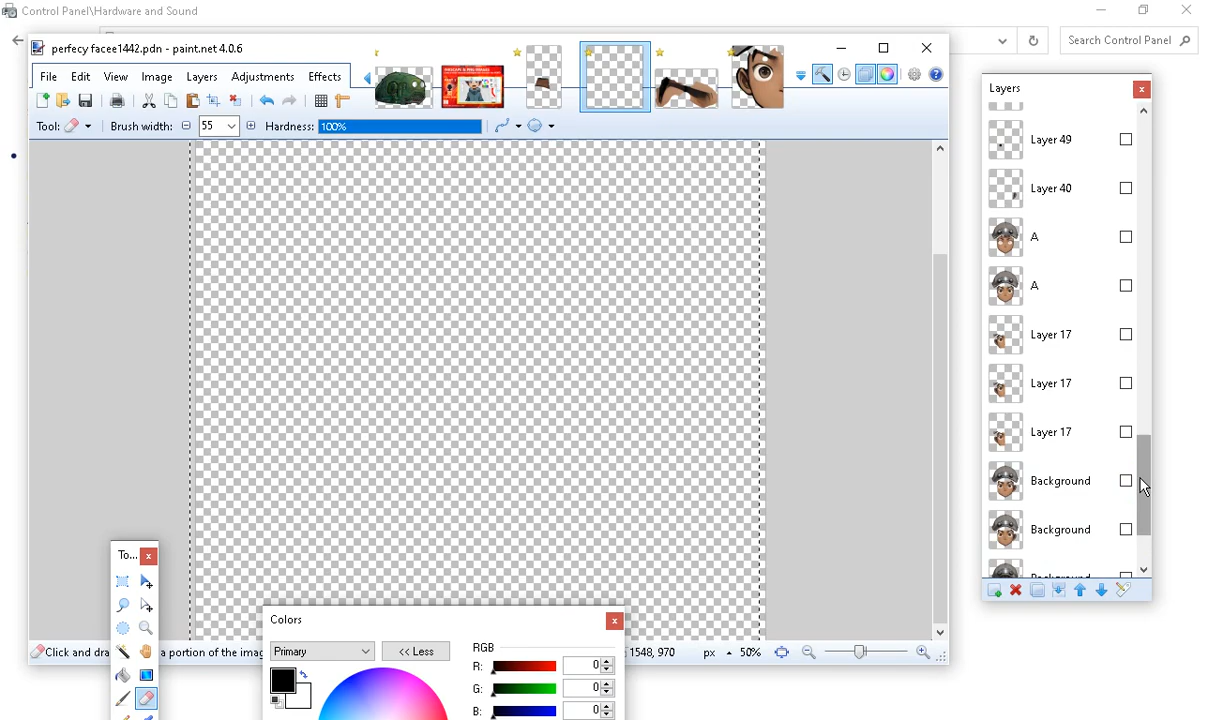 Control Panel\Hardware and Sound
perfecy facee1442.pdn - paint.net 4.0.6
Search Control Panel
File Edit View Image Adjustments Effects
Tool: Brush width: 55 Hardness: 100%
Layers
Layer 49
Layer 40
A
A
Layer 17
Layer 17
Layer 17
Background
Background
Background
To...
Colors
Primary << Less RGB
R: 0
G: 0
B: 0
Click and dra a portion of the imag 1548, 970 px 50%